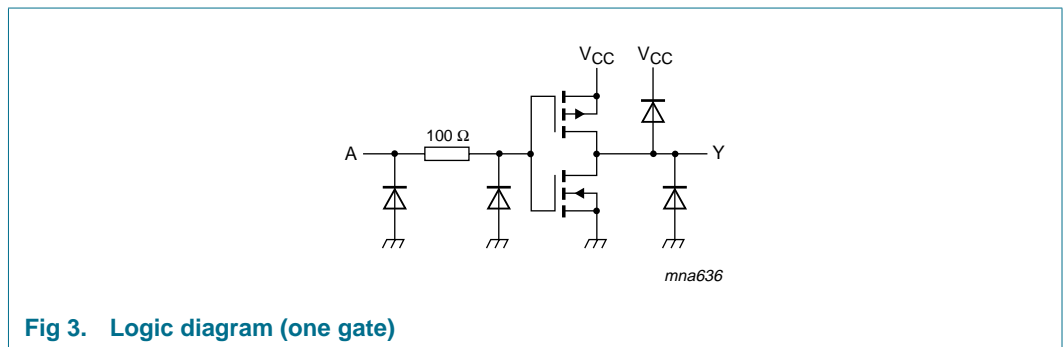 VCC VCC
100 Ω
A Y
mna636
Fig 3. Logic diagram (one gate)